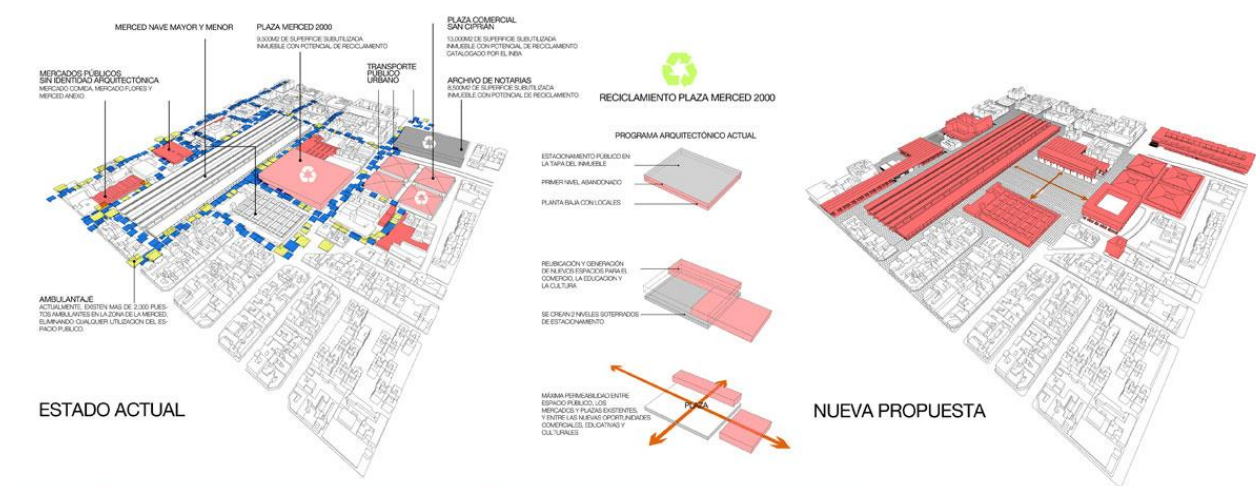 MERCED NAVE MAYOR Y MENOR
PLAZA MERCED 2000
9,500M2 DE SUPERFICIE SUBUTILIZADA
INMUEBLE CON POTENCIAL DE RECICLAMIENTO
PLAZA COMERCIAL
SAN CIPRIÁN
13,000M2 DE SUPERFICIE SUBUTILIZADA
INMUEBLE CON POTENCIAL DE RECICLAMIENTO
CATALOGADO POR EL INBA
MERCADOS PÚBLICOS
SIN IDENTIDAD ARQUITECTÓNICA
MERCADO COMIDA, MERCADO FLORES Y
MERCED ANEXO
TRANSPORTE
PÚBLICO
URBANO
ARCHIVO DE NOTARIAS
8,500M2 DE SUPERFICIE SUBUTILIZADA
INMUEBLE CON POTENCIAL DE RECICLAMIENTO
AMBULANTAJE
ACTUALMENTE, EXISTEN MAS DE 2,300 PUES-
TOS AMBULANTES EN LA ZONA DE LA MERCED,
ELIMINANDO CUALQUIER UTILIZACION DEL ES-
PACIO PUBLICO.
ESTADO ACTUAL
RECICLAMIENTO PLAZA MERCED 2000
PROGRAMA ARQUITECTÓNICO ACTUAL
ESTACIONAMIENTO PÚBLICO EN
LA TAPA DEL INMUEBLE
PRIMER NIVEL ABANDONADO
PLANTA BAJA CON LOCALES
REUBICACIÓN Y GENERACIÓN
DE NUEVOS ESPACIOS PARA EL
COMERCIO, LA EDUCACION Y
LA CULTURA
SE CREAN 2 NIVELES SOTERRADOS
DE ESTACIONAMIENTO
MÁXIMA PERMEABILIDAD ENTRE
ESPACIO PÚBLICO, LOS
MERCADOS Y PLAZAS EXISTENTES,
Y ENTRE LAS NUEVAS OPORTUNIDADES
COMERCIALES, EDUCATIVAS Y
CULTURALES
PLAZA
NUEVA PROPUESTA